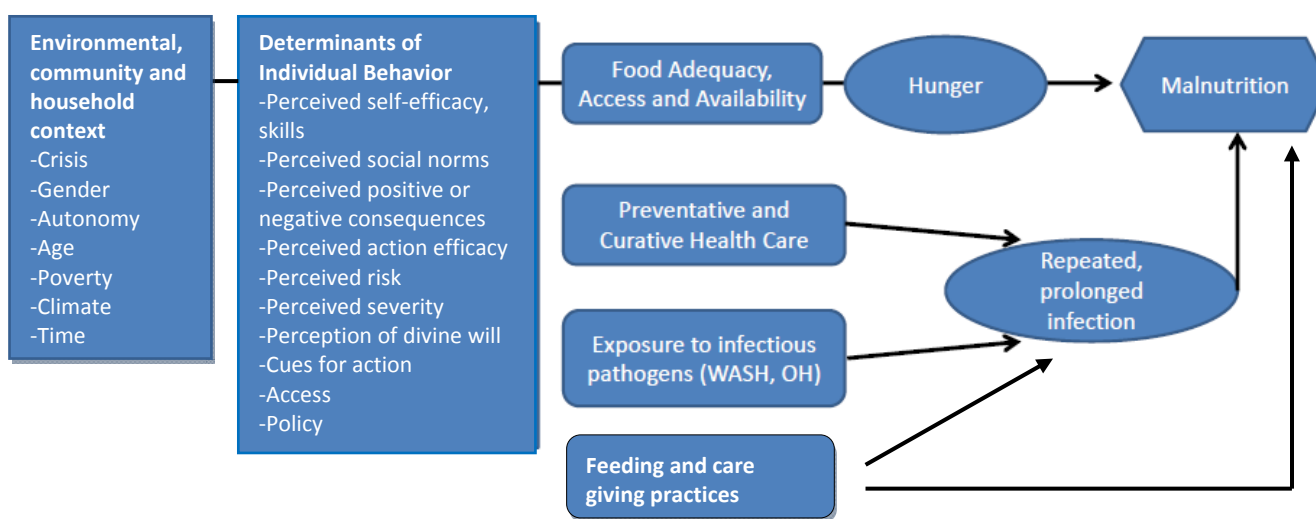 Environmental,
community and
household
context
-Crisis
-Gender
-Autonomy
-Age
-Poverty
-Climate
-Time
Determinants of
Individual Behavior
-Perceived self-efficacy,
skills
-Perceived social norms
-Perceived positive or
negative consequences
-Perceived action efficacy
-Perceived risk
-Perceived severity
-Perception of divine will
-Cues for action
-Access
-Policy
Food Adequacy,
Access and Availability
Hunger
Malnutrition
Preventative and
Curative Health Care
Repeated,
prolonged
infection
Exposure to infectious
pathogens (WASH, OH)
Feeding and care
giving practices